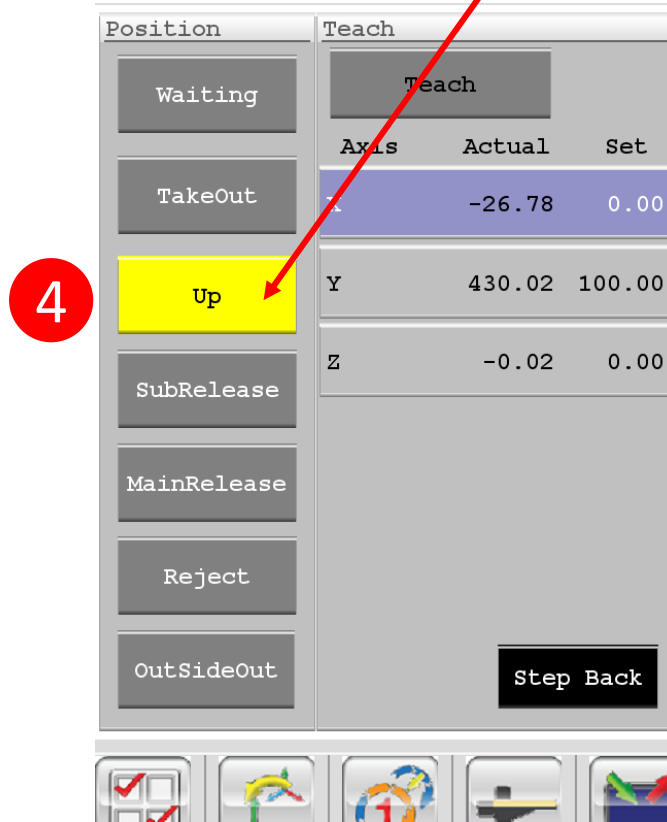 Position
Teach
Waiting
Teach
Axis Actual Set
TakeOut
X -26.78 0.00
4
Up
Y 430.02 100.00
SubRelease
Z -0.02 0.00
MainRelease
Reject
OutSideOut
Step Back
1